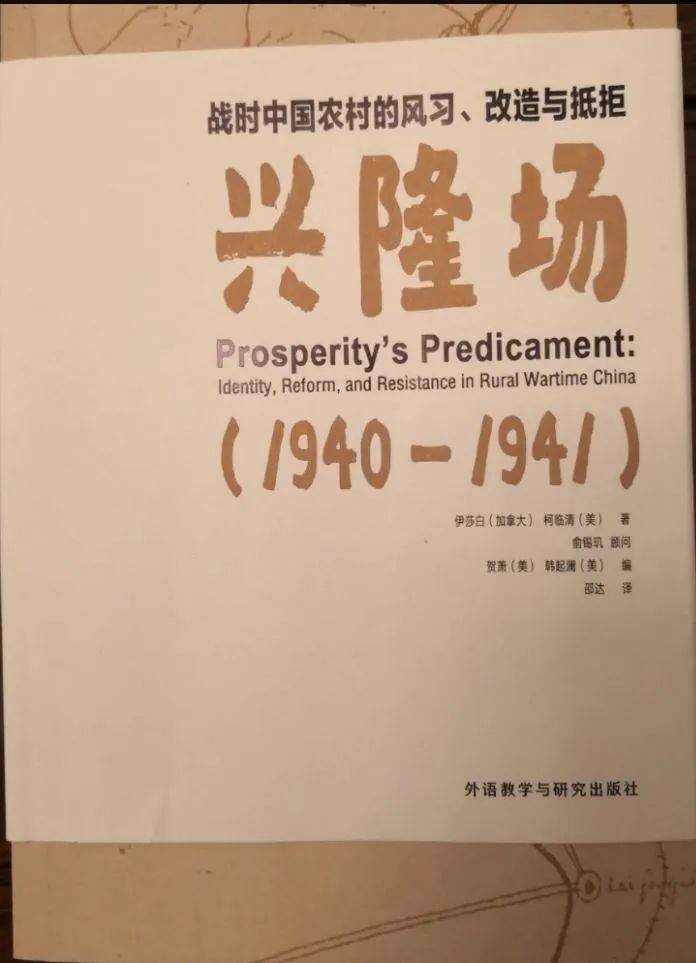 战时中国农村的风习、改造与抵拒
兴隆场
Prosperity's Predicament:
Identity, Reform, and Resistance in Rural Wartime China
(1940-1941)
伊莎白(加拿大) 柯临清(美) 著
俞锡玑 顾问
贺萧(美) 韩起澜(美) 编
邵达 译
外语教学与研究出版社